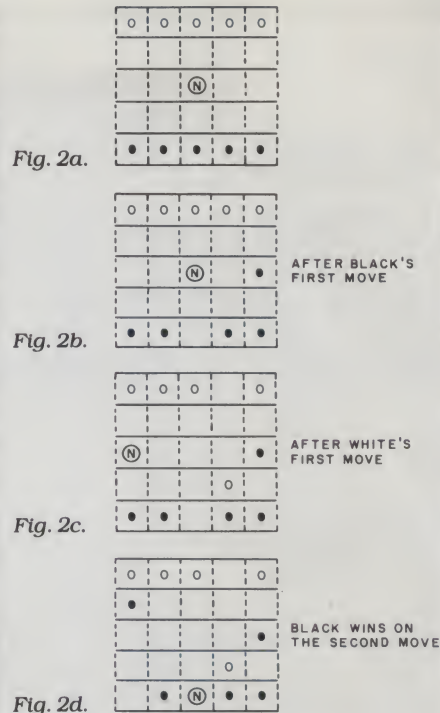 N
Fig. 2a.
N
AFTER BLACK'S
FIRST MOVE
Fig. 2b.
N
AFTER WHITE'S
FIRST MOVE
Fig. 2c.
BLACK WINS ON
THE SECOND MOVE
N
Fig. 2d.